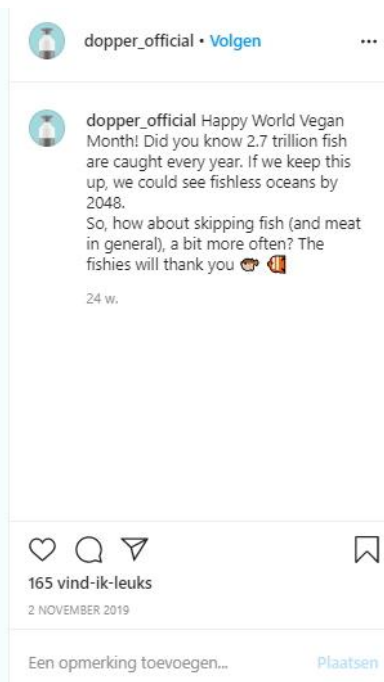 dopper_official • Volgen
dopper_official Happy World Vegan
Month! Did you know 2.7 trillion fish
are caught every year. If we keep this
up, we could see fishless oceans by
2048.
So, how about skipping fish (and meat
in general), a bit more often? The
fishies will thank you 🐡 🐠
24 w.
165 vind-ik-leuks
2 NOVEMBER 2019
Een opmerking toevoegen... Plaatsen